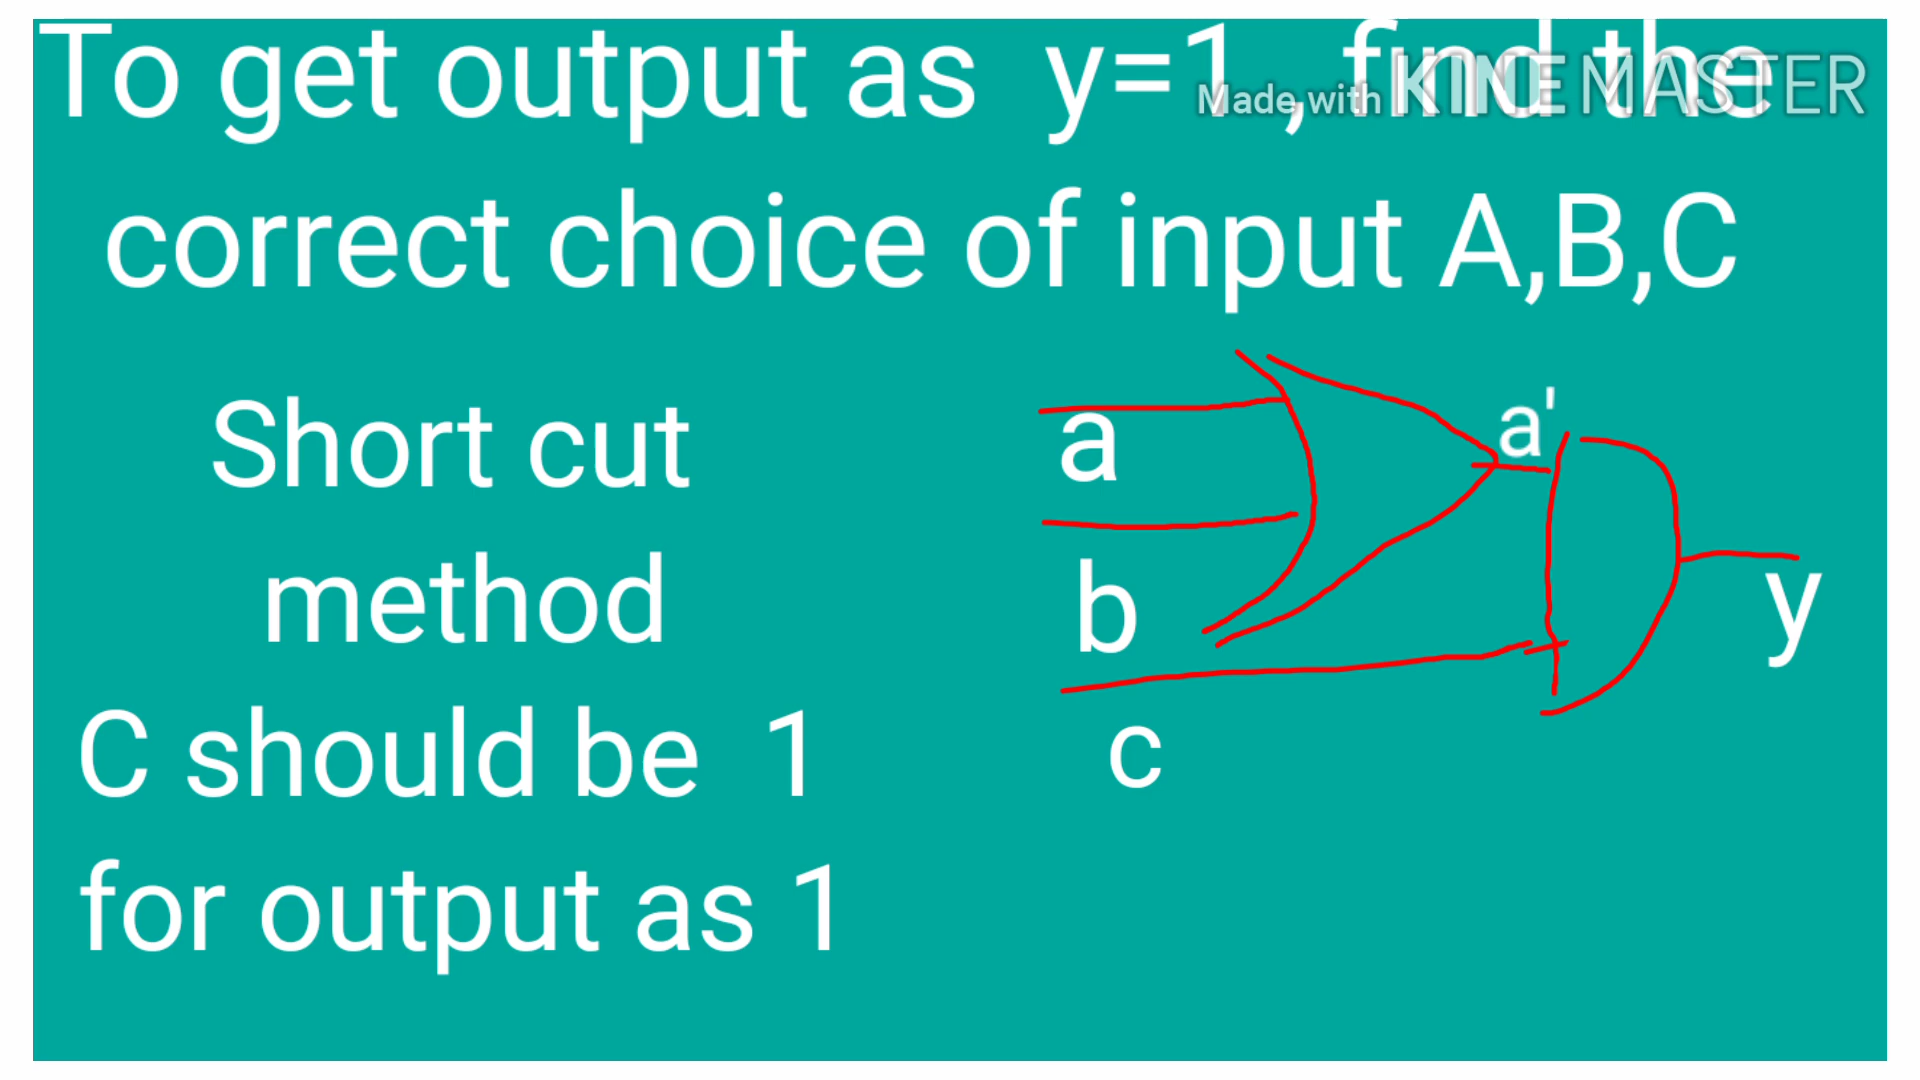 To get output as y=1 , find the
Made with KINEMASTER
correct choice of input A,B,C
Short cut
method
C should be 1
for output as 1
a
a'
b
y
c